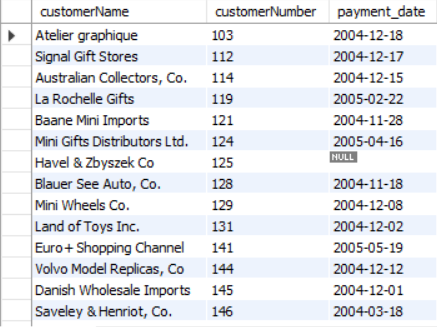 customerName customerNumber payment_date
Atelier graphique 103 2004-12-18
Signal Gift Stores 112 2004-12-17
Australian Collectors, Co. 114 2004-12-15
La Rochelle Gifts 119 2005-02-22
Baane Mini Imports 121 2004-11-28
Mini Gifts Distributors Ltd. 124 2005-04-16
Havel & Zbyszek Co 125 NULL
Blauer See Auto, Co. 128 2004-11-18
Mini Wheels Co. 129 2004-12-08
Land of Toys Inc. 131 2004-12-02
Euro+ Shopping Channel 141 2005-05-19
Volvo Model Replicas, Co 144 2004-12-12
Danish Wholesale Imports 145 2004-12-01
Saveley & Henriot, Co. 146 2004-03-18